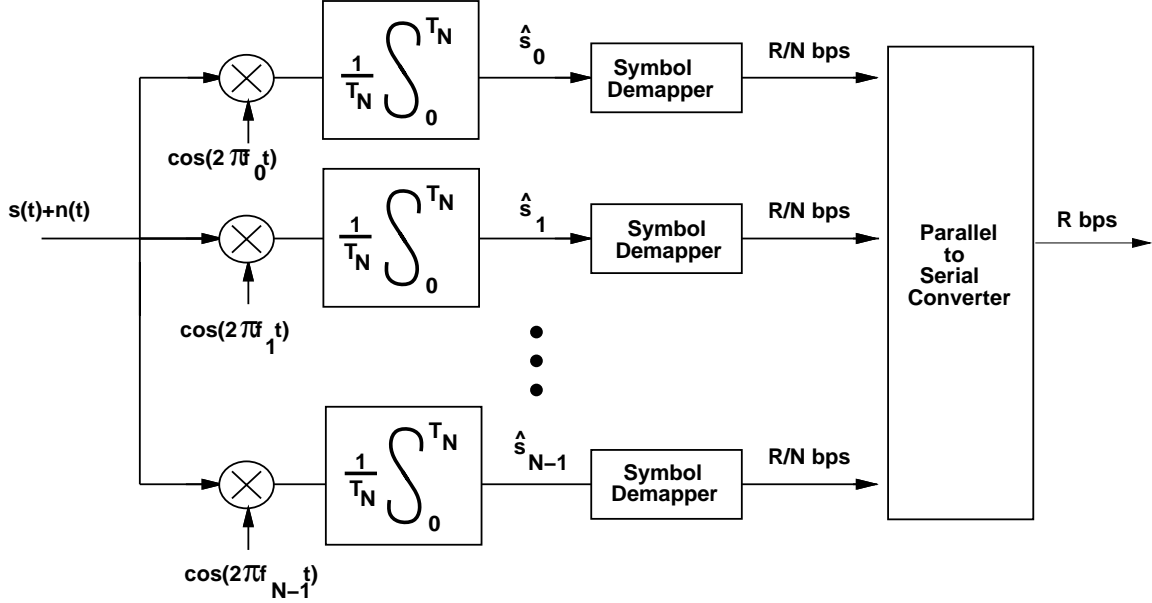 s(t)+n(t)
cos(2πf_0t)
1/T_N ∫_0^T_N
ŝ_0
Symbol
Demapper
R/N bps
cos(2πf_1t)
1/T_N ∫_0^T_N
ŝ_1
Symbol
Demapper
R/N bps
cos(2πf_N−1t)
1/T_N ∫_0^T_N
ŝ_N−1
Symbol
Demapper
R/N bps
Parallel
to
Serial
Converter
R bps